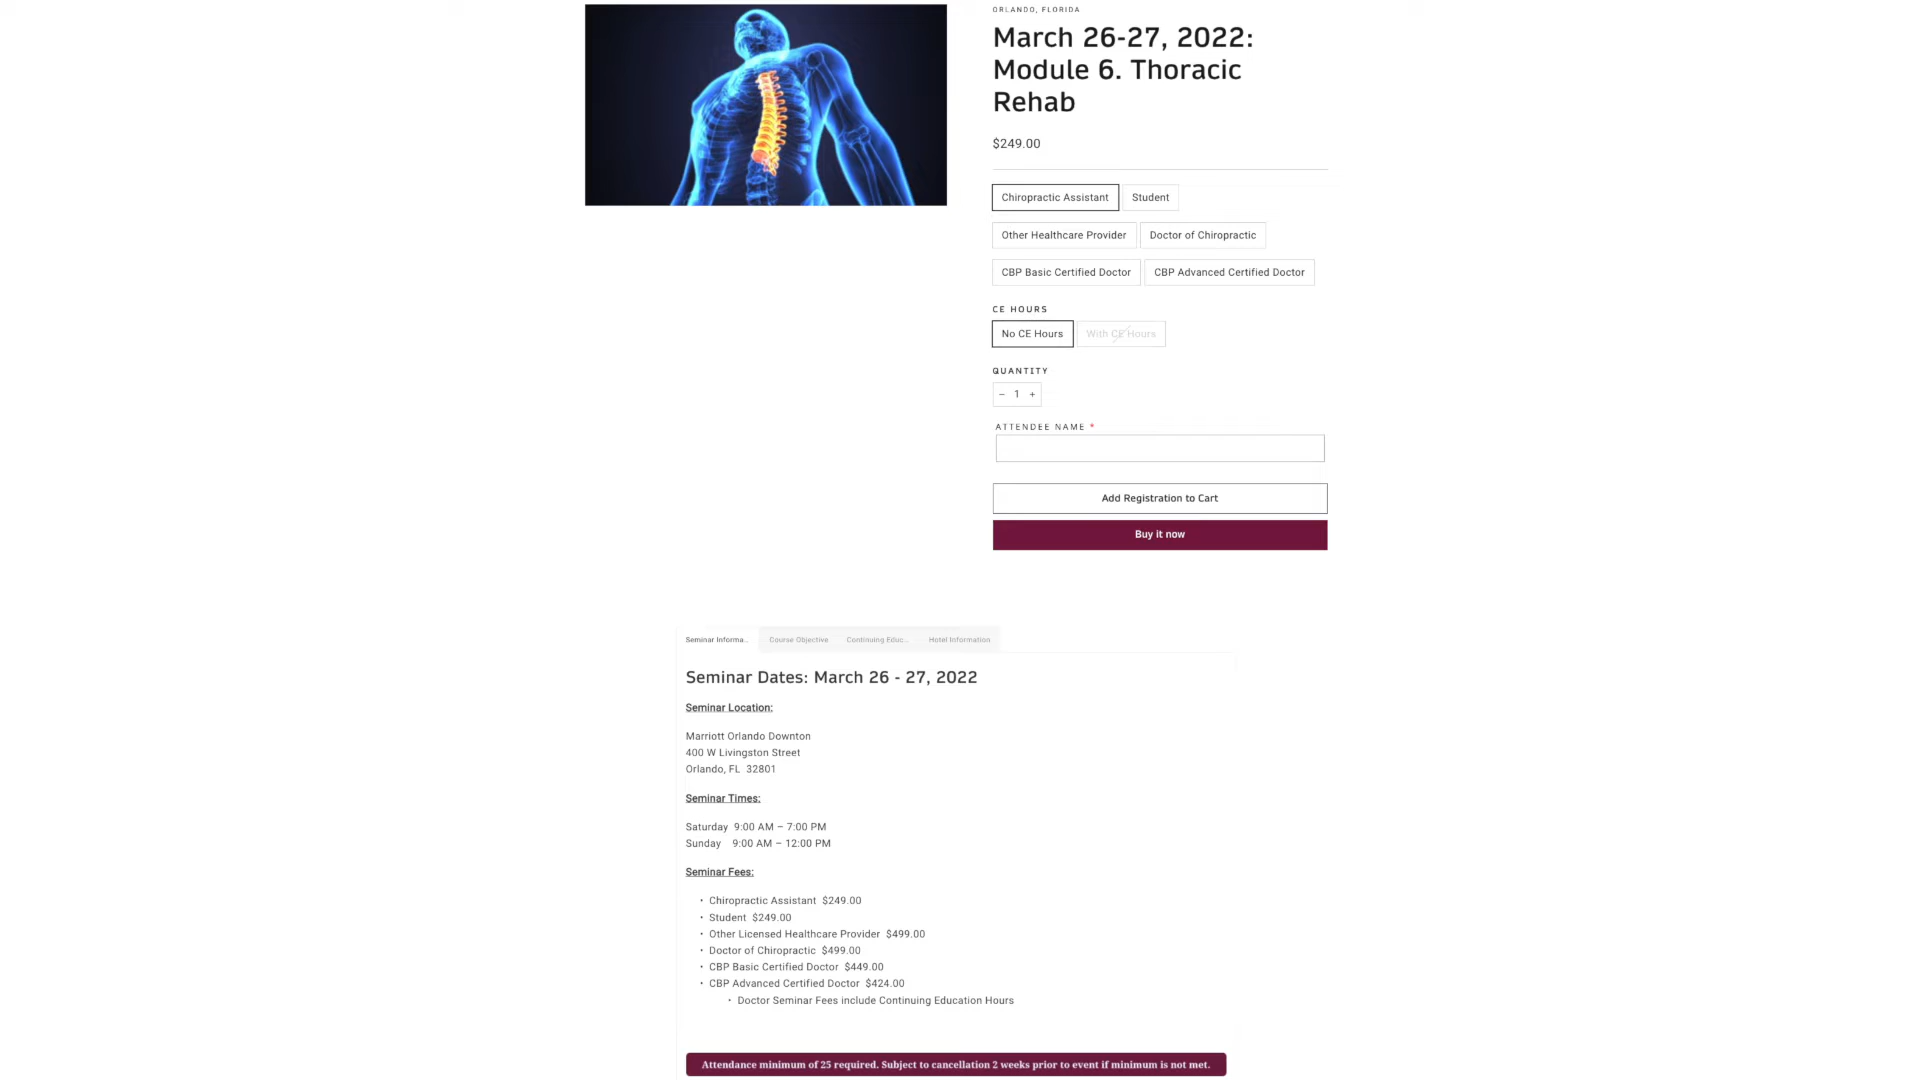 ORLANDO, FLORIDA
March 26-27, 2022:
Module 6. Thoracic
Rehab
$249.00
Chiropractic Assistant
Student
Other Healthcare Provider
Doctor of Chiropractic
CBP Basic Certified Doctor
CBP Advanced Certified Doctor
CE HOURS
No CE Hours
With CE Hours
QUANTITY
− 1 +
ATTENDEE NAME *
Add Registration to Cart
Buy it now
Seminar Informa...
Course Objective
Continuing Educ...
Hotel Information
Seminar Dates: March 26 - 27, 2022
Seminar Location:
Marriott Orlando Downton
400 W Livingston Street
Orlando, FL 32801
Seminar Times:
Saturday 9:00 AM – 7:00 PM
Sunday 9:00 AM – 12:00 PM
Seminar Fees:
• Chiropractic Assistant $249.00
• Student $249.00
• Other Licensed Healthcare Provider $499.00
• Doctor of Chiropractic $499.00
• CBP Basic Certified Doctor $449.00
• CBP Advanced Certified Doctor $424.00
• Doctor Seminar Fees include Continuing Education Hours
Attendance minimum of 25 required. Subject to cancellation 2 weeks prior to event if minimum is not met.